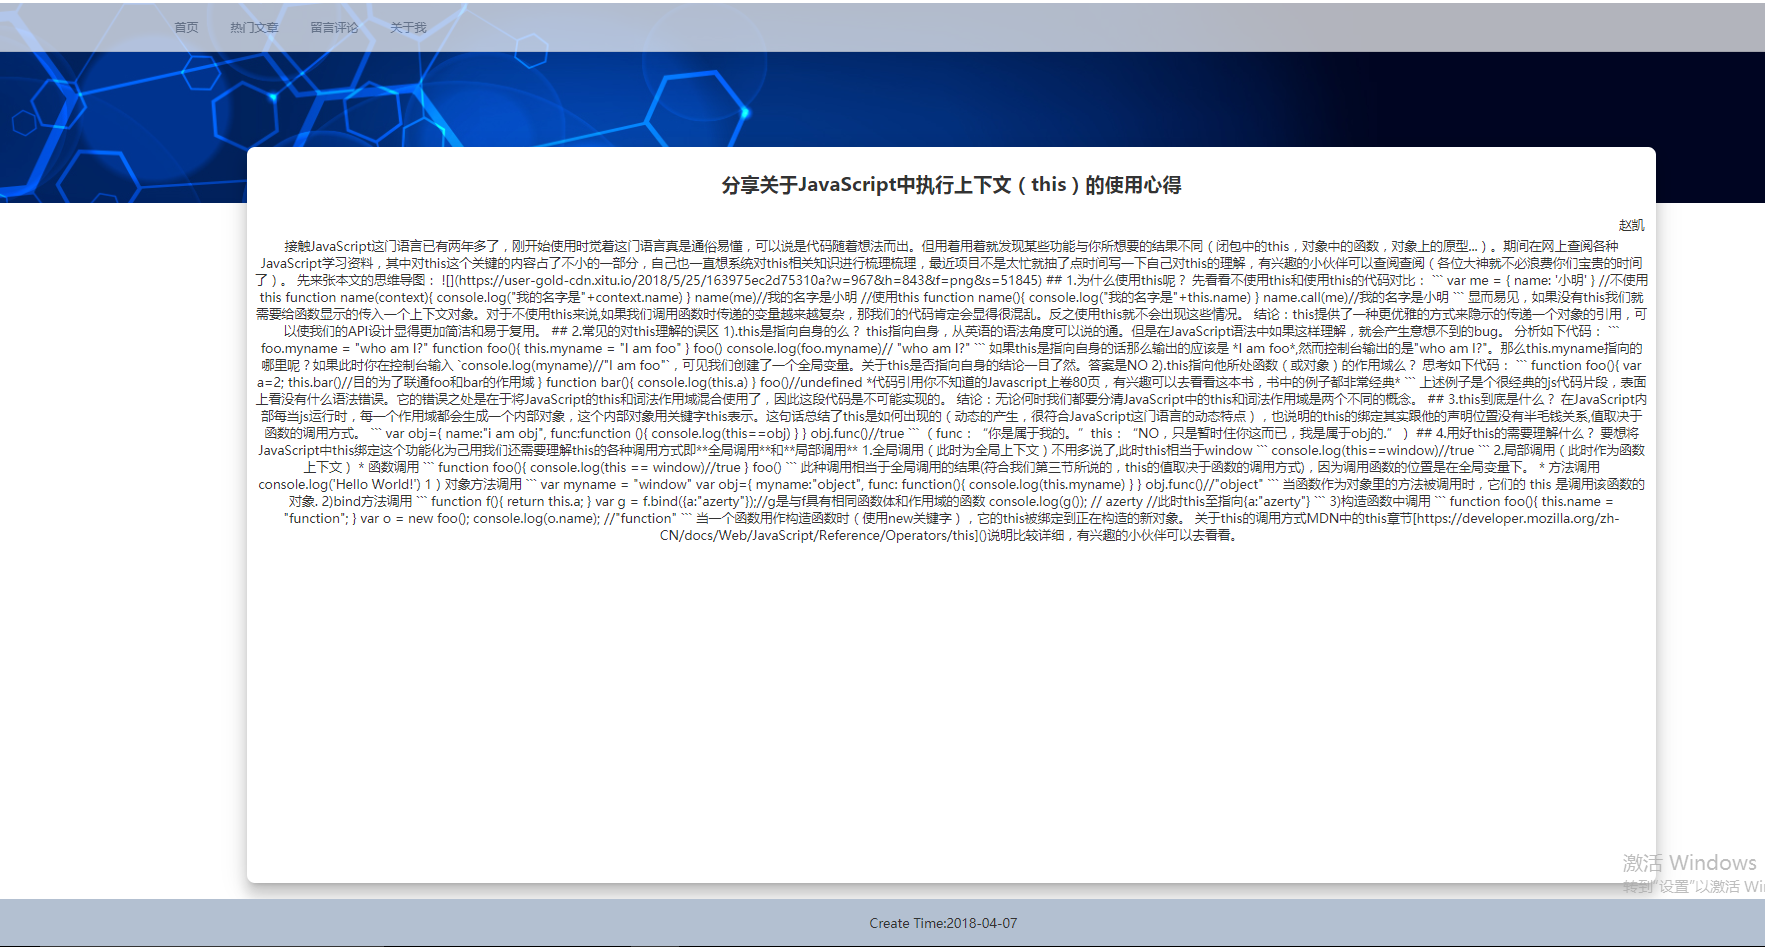 首页 热门文章 留言评论 关于我
分享关于JavaScript中执行上下文（this）的使用心得
赵凯
接触JavaScript这门语言已有两年多了，刚开始使用时觉着这门语言真是通俗易懂，可以说是代码随着想法而出。但用着用着就发现某些功能与你所想要的结果不同（闭包中的this，对象中的函数，对象上的原型...）。期间在网上查阅各种
JavaScript学习资料，其中对this这个关键的内容占了不小的一部分，自己也一直想系统对this相关知识进行梳理梳理，最近项目不是太忙就抽了点时间写一下自己对this的理解，有兴趣的小伙伴可以查阅查阅（各位大神就不必浪费你们宝贵的时间
了）。 先来张本文的思维导图： ![](https://user-gold-cdn.xitu.io/2018/5/25/163975ec2d75310a?w=967&h=843&f=png&s=51845) ## 1.为什么使用this呢？ 先看看不使用this和使用this的代码对比： ``` var me = { name: '小明' } //不使用
this function name(context){ console.log("我的名字是"+context.name) } name(me)//我的名字是小明 //使用this function name(){ console.log("我的名字是"+this.name) } name.call(me)//我的名字是小明 ``` 显而易见，如果没有this我们就
需要给函数显示的传入一个上下文对象。对于不使用this来说,如果我们调用函数时传递的变量越来越复杂，那我们的代码肯定会显得很混乱。反之使用this就不会出现这些情况。 结论：this提供了一种更优雅的方式来隐示的传递一个对象的引用，可
以使我们的API设计显得更加简洁和易于复用。 ## 2.常见的对this理解的误区 1).this是指向自身的么？ this指向自身，从英语的语法角度可以说的通。但是在JavaScript语法中如果这样理解，就会产生意想不到的bug。 分析如下代码： ```
foo.myname = "who am I?" function foo(){ this.myname = "I am foo" } foo() console.log(foo.myname)// "who am I?" ``` 如果this是指向自身的话那么输出的应该是 *I am foo*,然而控制台输出的是"who am I?"。那么this.myname指向的
哪里呢？如果此时你在控制台输入 `console.log(myname)//"I am foo"`，可见我们创建了一个全局变量。关于this是否指向自身的结论一目了然。答案是NO 2).this指向他所处函数（或对象）的作用域么？ 思考如下代码： ``` function foo(){ var
a=2; this.bar()//目的为了联通foo和bar的作用域 } function bar(){ console.log(this.a) } foo()//undefined *代码引用你不知道的Javascript上卷80页，有兴趣可以去看看这本书，书中的例子都非常经典* ``` 上述例子是个很经典的js代码片段，表面
上看没有什么语法错误。它的错误之处是在于将JavaScript的this和词法作用域混合使用了，因此这段代码是不可能实现的。 结论：无论何时我们都要分清JavaScript中的this和词法作用域是两个不同的概念。 ## 3.this到底是什么？ 在JavaScript内
部每当js运行时，每一个作用域都会生成一个内部对象，这个内部对象用关键字this表示。这句话总结了this是如何出现的（动态的产生，很符合JavaScript这门语言的动态特点），也说明的this的绑定其实跟他的声明位置没有半毛钱关系,值取决于
函数的调用方式。 ``` var obj={ name:"i am obj", func:function (){ console.log(this==obj) } } obj.func()//true ``` （ func： “你是属于我的。”this： “NO，只是暂时住你这而已，我是属于obj的.” ）## 4.用好this的需要理解什么？ 要想将
JavaScript中this绑定这个功能化为己用我们还需要理解this的各种调用方式即**全局调用**和**局部调用** 1.全局调用（此时为全局上下文）不用多说了,此时this相当于window ``` console.log(this==window)//true ``` 2.局部调用（此时作为函数
上下文） * 函数调用 ``` function foo(){ console.log(this == window)//true } foo() ``` 此种调用相当于全局调用的结果(符合我们第三节所说的，this的值取决于函数的调用方式)，因为调用函数的位置是在全局变量下。 * 方法调用
console.log('Hello World!') 1 ）对象方法调用 ``` var myname = "window" var obj={ myname:"object", func: function(){ console.log(this.myname) } } obj.func()//"object" ``` 当函数作为对象里的方法被调用时，它们的 this 是调用该函数的
对象. 2)bind方法调用 ``` function f(){ return this.a; } var g = f.bind({a:"azerty"});//g是与f具有相同函数体和作用域的函数 console.log(g()); // azerty //此时this至指向{a:"azerty"} ``` 3)构造函数中调用 ``` function foo(){ this.name =
"function"; } var o = new foo(); console.log(o.name); //"function" ``` 当一个函数用作构造函数时（使用new关键字），它的this被绑定到正在构造的新对象。 关于this的调用方式MDN中的this章节[https://developer.mozilla.org/zh-
CN/docs/Web/JavaScript/Reference/Operators/this]()说明比较详细，有兴趣的小伙伴可以去看看。
激活 Windows
转到"设置"以激活 Wi
Create Time:2018-04-07